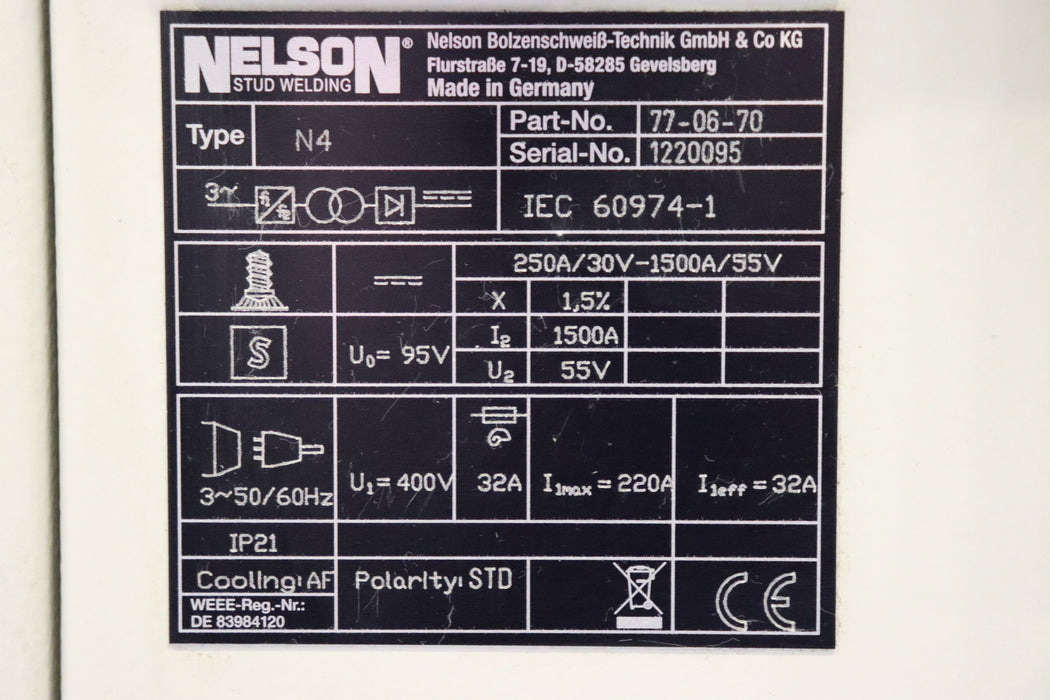 NELSON®
STUD WELDING
Nelson Bolzenschweiß-Technik GmbH & Co KG
Flurstraße 7-19, D-58285 Gevelsberg
Made in Germany
Type N4
Part-No. 77-06-70
Serial-No. 1220095
3~ f1 f2
IEC 60974-1
250A/30V-1500A/55V
X 1,5%
S
U0= 95V
I2 1500A
U2 55V
3~50/60Hz
U1= 400V
32A
I1max = 220A
I1eff = 32A
IP21
Cooling:AF
Polarity: STD
WEEE-Reg.-Nr.:
DE 83984120
CE